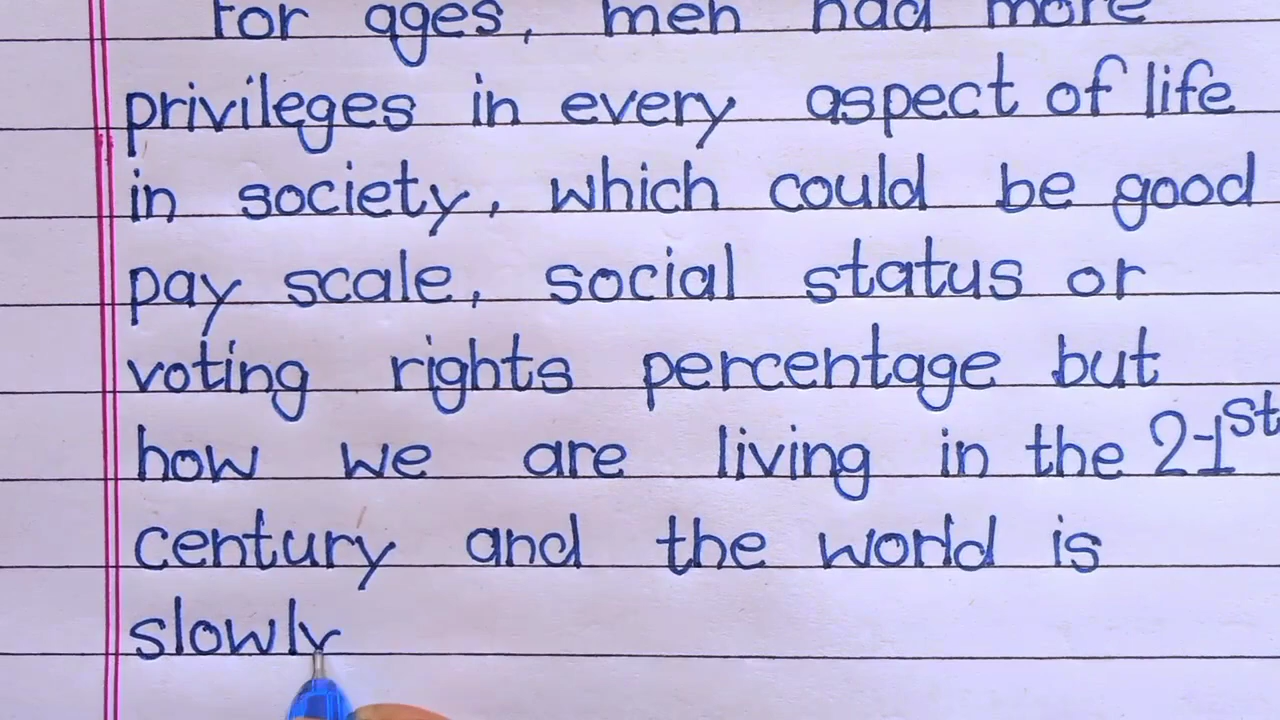 For ages, men had more
privileges in every aspect of life
in society, which could be good
pay scale, social status or
voting rights percentage but
how we are living in the 21st
century and the world is
slowly